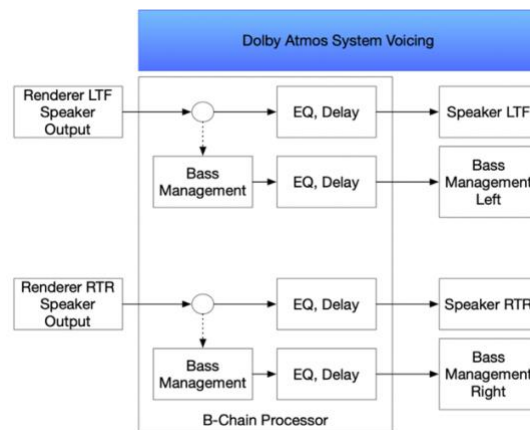 Dolby Atmos System Voicing
Renderer LTF
Speaker
Output
EQ, Delay
Speaker LTF
Bass
Management
EQ, Delay
Bass
Management
Left
Renderer RTR
Speaker
Output
EQ, Delay
Speaker RTR
Bass
Management
EQ, Delay
Bass
Management
Right
B-Chain Processor